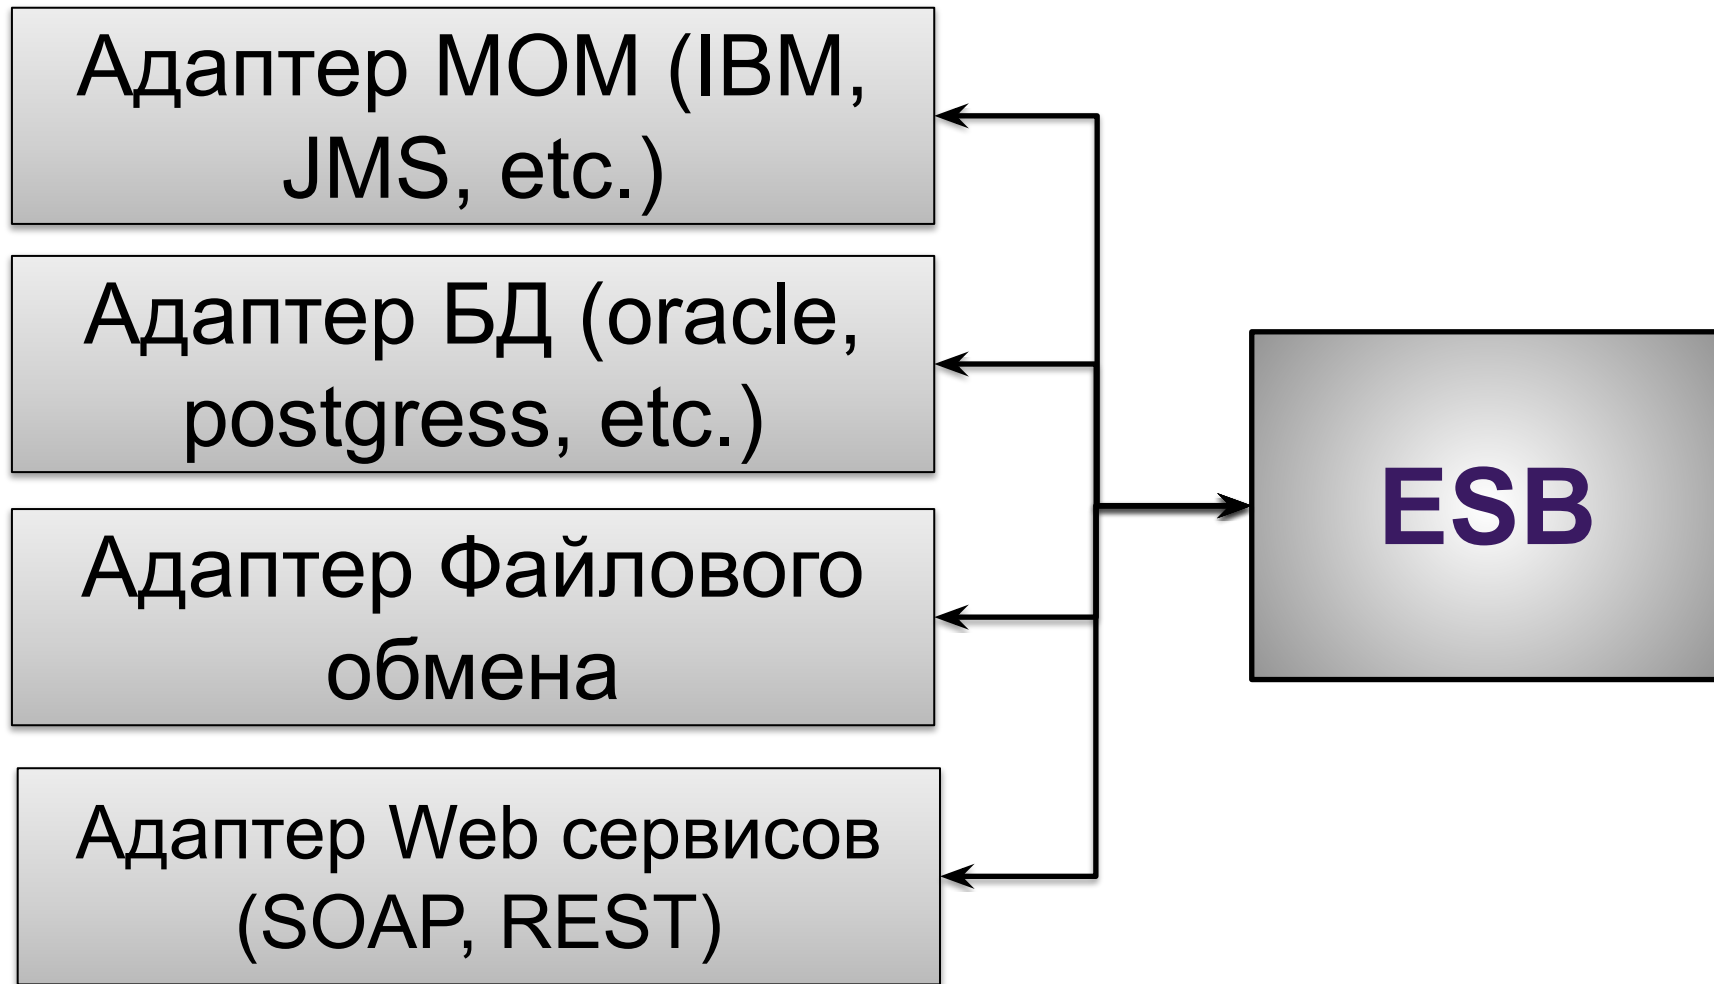 Адаптер MOM (IBM,
JMS, etc.)
Адаптер БД (oracle,
postgress, etc.)
Адаптер Файлового
обмена
Адаптер Web сервисов
(SOAP, REST)
ESB